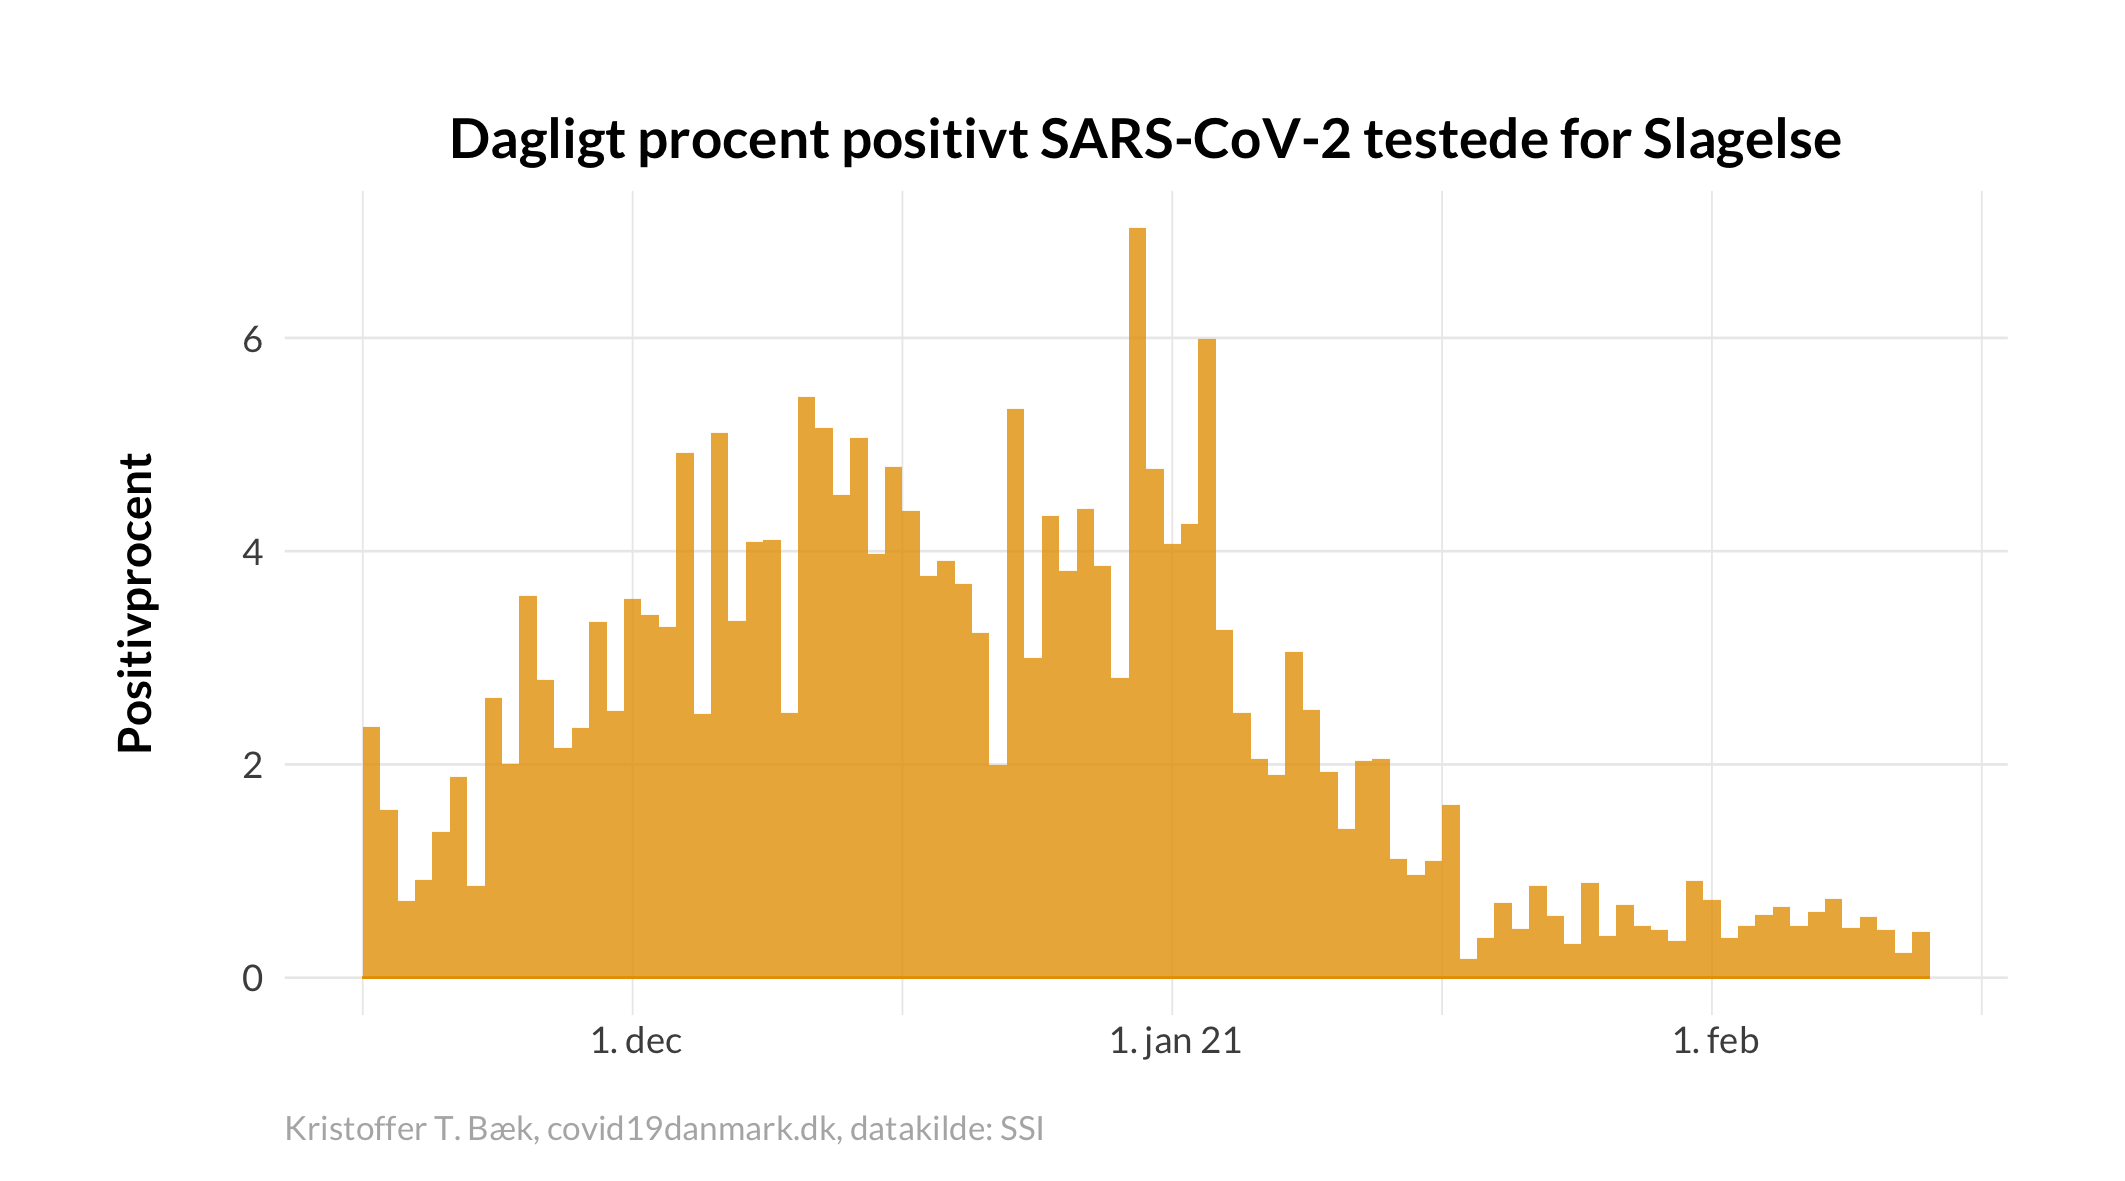 Dagligt procent positivt SARS-CoV-2 testede for Slagelse
Positivprocent
6
4
2
0
1. dec
1. jan 21
1. feb
Kristoffer T. Bæk, covid19danmark.dk, datakilde: SSI